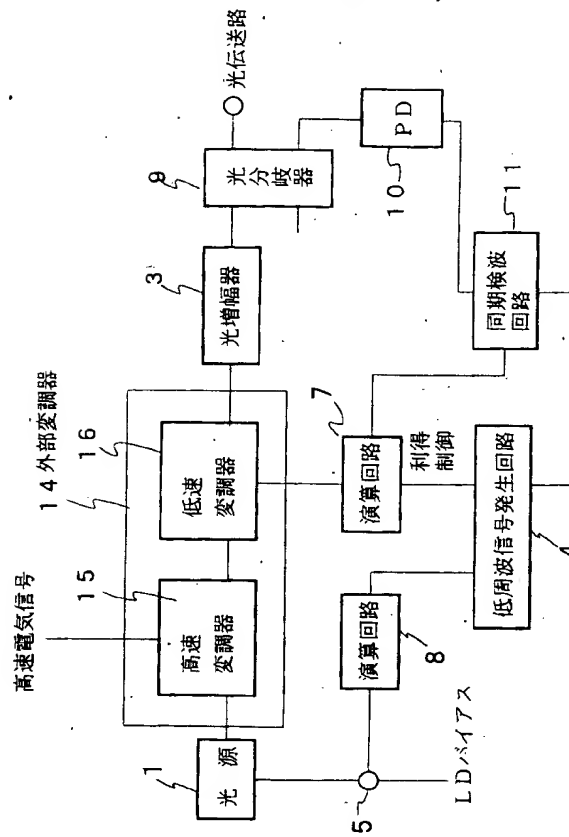 高速電気信号
14 外部変調器
15
高速
変調器
16
低速
変調器
1
光源
3
光増幅器
9
光分岐器
光伝送路
10
PD
11
同期検波
回路
7
演算回路
利得
制御
8
演算回路
低周波信号発生回路
4
5
LDバイアス